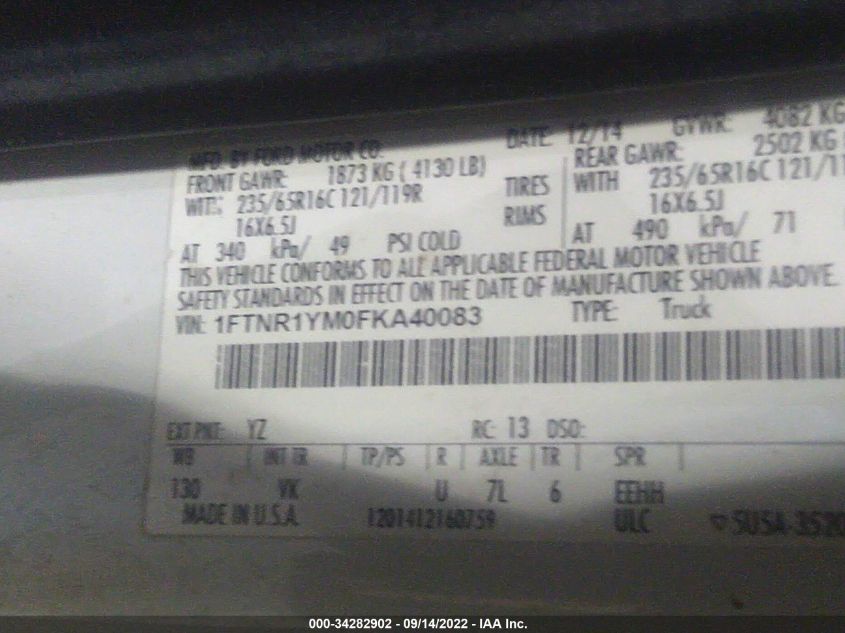 MFD. BY FORD MOTOR CO. DATE: 12/14 GVWR: 4082 KG
FRONT GAWR: 1873 KG ( 4130 LB) REAR GAWR: 2502 KG
WITH 235/65R16C 121/119R TIRES WITH 235/65R16C 121/11
16X6.5J RIMS 16X6.5J
AT 340 kPa/ 49 PSI COLD AT 490 kPa/ 71
THIS VEHICLE CONFORMS TO ALL APPLICABLE FEDERAL MOTOR VEHICLE
SAFETY STANDARDS IN EFFECT ON THE DATE OF MANUFACTURE SHOWN ABOVE.
VIN: 1FTNR1YM0FKA40083 TYPE: Truck
EXT PNT: YZ RC: 13 DSO:
WB | INT TR | TP/PS | R | AXLE | TR | SPR |
130 VK U 7L 6 EEHH
MADE IN U.S.A. 1201412160759 ULC 5U5A-3520
000-34282902 - 09/14/2022 - IAA Inc.